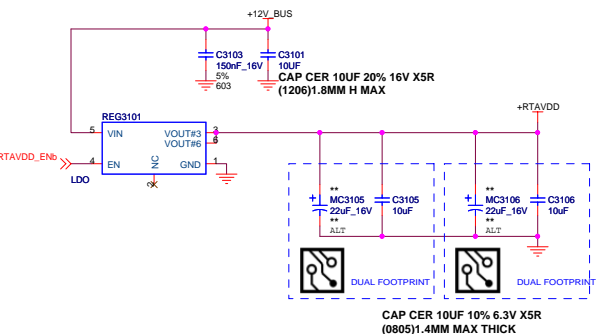 +12V_BUS
C3103
150nF_16V
5%
603
C3101
10UF
CAP CER 10UF 20% 16V X5R
(1206)1.8MM H MAX
REG3101
5
VIN
VOUT#3
3
VOUT#6
6
RTAVDD_ENb
4
EN
NC
GND
1
2
LDO
+RTAVDD
**
MC3105
22uF_16V
**
ALT
C3105
10uF
**
MC3106
22uF_16V
**
ALT
C3106
10uF
DUAL FOOTPRINT
DUAL FOOTPRINT
CAP CER 10UF 10% 6.3V X5R
(0805)1.4MM MAX THICK